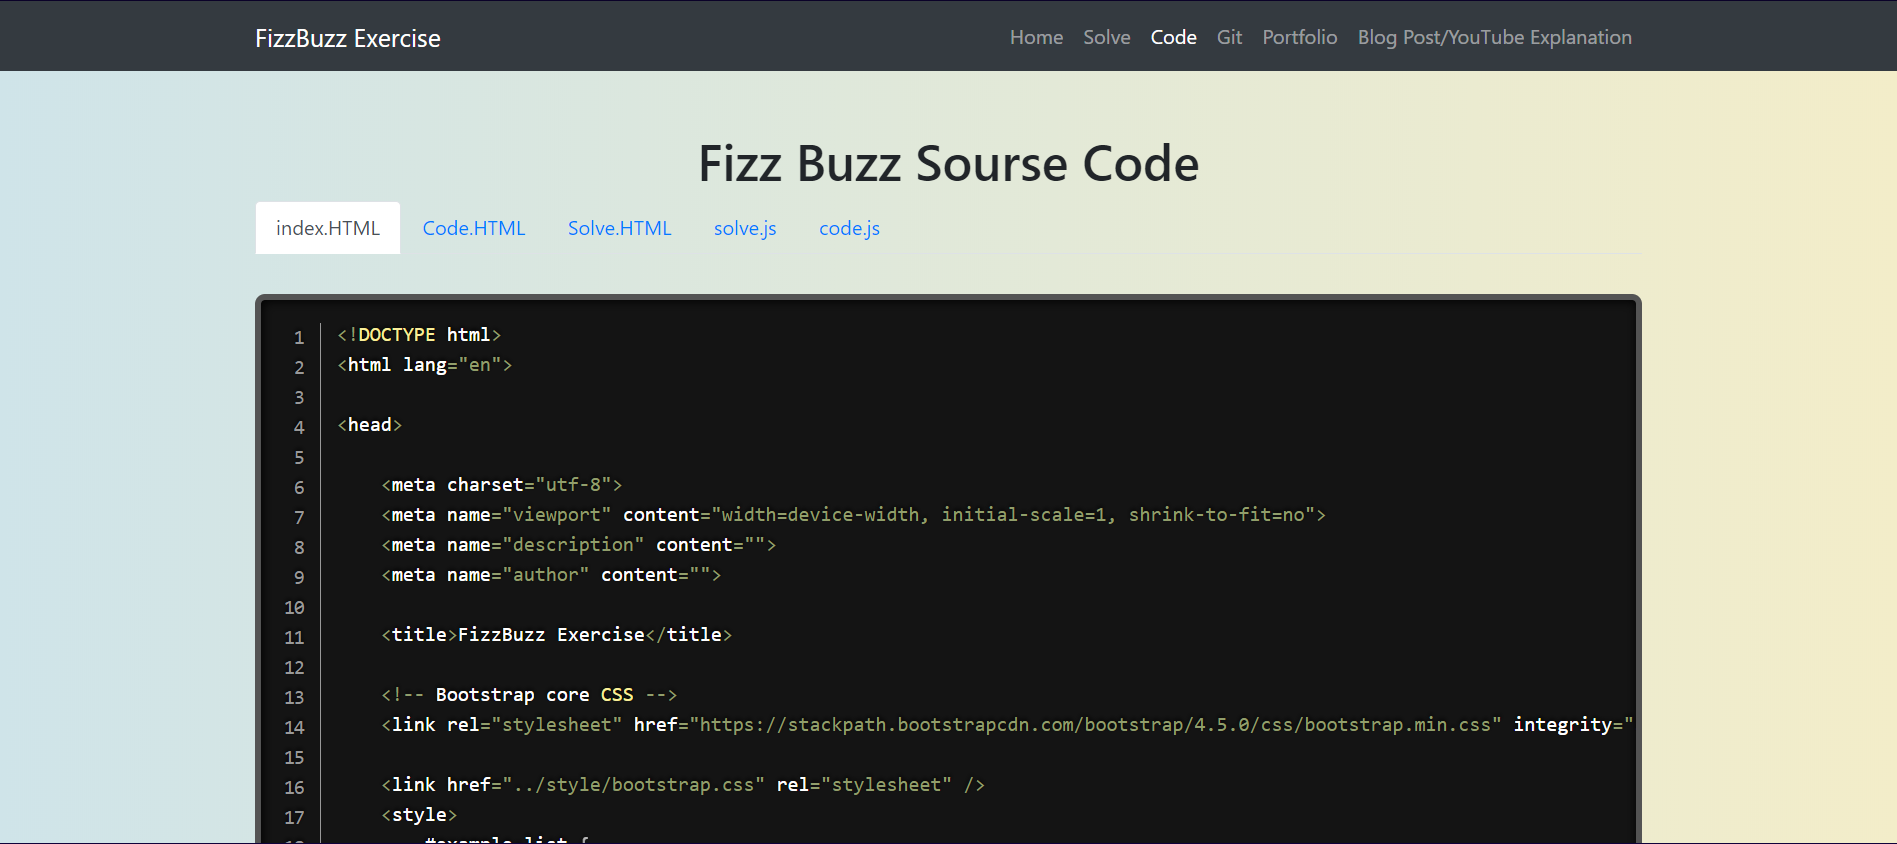 FizzBuzz Exercise Home Solve Code Git Portfolio Blog Post/YouTube Explanation
Fizz Buzz Sourse Code
index.HTML Code.HTML Solve.HTML solve.js code.js
1 <!DOCTYPE html>
2 <html lang="en">
3
4 <head>
5
6 <meta charset="utf-8">
7 <meta name="viewport" content="width=device-width, initial-scale=1, shrink-to-fit=no">
8 <meta name="description" content="">
9 <meta name="author" content="">
10
11 <title>FizzBuzz Exercise</title>
12
13 <!-- Bootstrap core CSS -->
14 <link rel="stylesheet" href="https://stackpath.bootstrapcdn.com/bootstrap/4.5.0/css/bootstrap.min.css" integrity="
15
16 <link href="../style/bootstrap.css" rel="stylesheet" />
17 <style>
18 #example list {